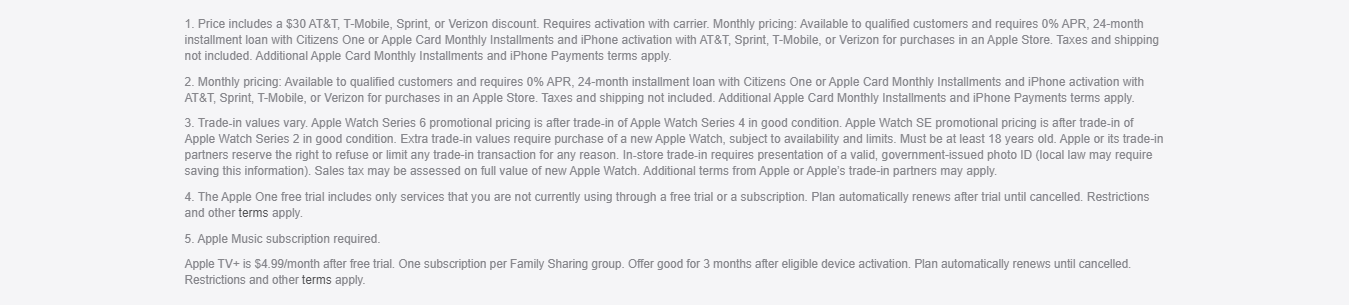 1. Price includes a $30 AT&T, T-Mobile, Sprint, or Verizon discount. Requires activation with carrier. Monthly pricing: Available to qualified customers and requires 0% APR, 24-month
installment loan with Citizens One or Apple Card Monthly Installments and iPhone activation with AT&T, Sprint, T-Mobile, or Verizon for purchases in an Apple Store. Taxes and shipping
not included. Additional Apple Card Monthly Installments and iPhone Payments terms apply.
2. Monthly pricing: Available to qualified customers and requires 0% APR, 24-month installment loan with Citizens One or Apple Card Monthly Installments and iPhone activation with
AT&T, Sprint, T-Mobile, or Verizon for purchases in an Apple Store. Taxes and shipping not included. Additional Apple Card Monthly Installments and iPhone Payments terms apply.
3. Trade-in values vary. Apple Watch Series 6 promotional pricing is after trade-in of Apple Watch Series 4 in good condition. Apple Watch SE promotional pricing is after trade-in of
Apple Watch Series 2 in good condition. Extra trade-in values require purchase of a new Apple Watch, subject to availability and limits. Must be at least 18 years old. Apple or its trade-in
partners reserve the right to refuse or limit any trade-in transaction for any reason. In-store trade-in requires presentation of a valid, government-issued photo ID (local law may require
saving this information). Sales tax may be assessed on full value of new Apple Watch. Additional terms from Apple or Apple's trade-in partners may apply.
4. The Apple One free trial includes only services that you are not currently using through a free trial or a subscription. Plan automatically renews after trial until cancelled. Restrictions
and other terms apply.
5. Apple Music subscription required.
Apple TV+ is $4.99/month after free trial. One subscription per Family Sharing group. Offer good for 3 months after eligible device activation. Plan automatically renews until cancelled.
Restrictions and other terms apply.